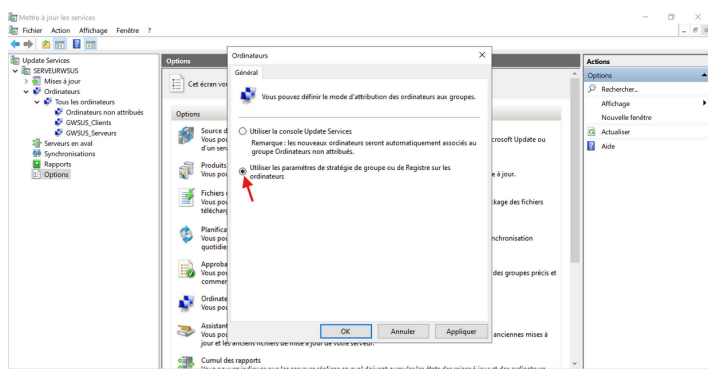 Mettre à jour les services
Fichier Action Affichage Fenêtre ?
Update Services
SERVEURWSUS
Mises à jour
Ordinateurs
Tous les ordinateurs
Ordinateurs non attribués
GWSUS_Clients
GWSUS_Serveurs
Serveurs en aval
Synchronisations
Rapports
Options
Options
Cet écran vou
Options
Source d
Vous pou
crosoft Update ou
d'un serv
Produits
Vous pou
e à jour.
Fichiers
Vous pou
ckage des fichiers
télécharg
Planifica
Vous pou
nchronisation
quotidie
Approba
Vous pou
des groupes précis et
commen
Ordinate
Vous pou
Assistant
Vous pou
anciennes mises à
jour et les anciens fichiers de mise à jour de votre serveur.
Cumul des rapports
Ordinateurs
Général
Vous pouvez définir le mode d'attribution des ordinateurs aux groupes.
Utiliser la console Update Services
Remarque : les nouveaux ordinateurs seront automatiquement associés au
groupe Ordinateurs non attribués.
Utiliser les paramètres de stratégie de groupe ou de Registre sur les
ordinateurs
OK Annuler Appliquer
Actions
Options
Rechercher...
Affichage
Nouvelle fenêtre
Actualiser
Aide